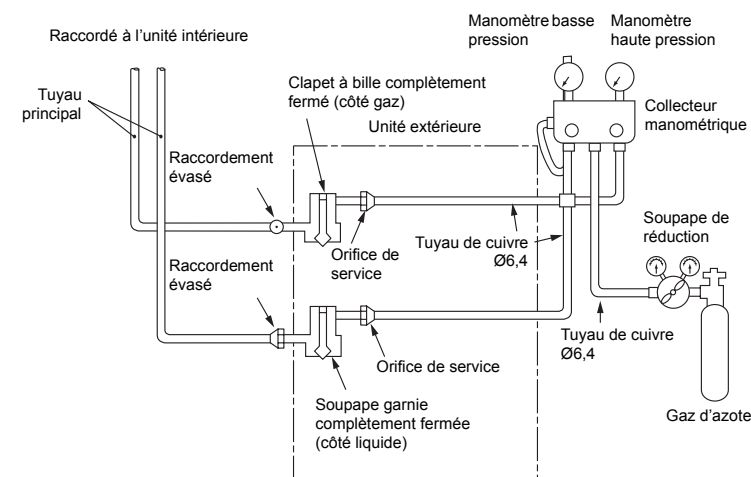 Manomètre basse
pression
Manomètre
haute pression
Raccordé à l'unité intérieure
Clapet à bille complètement
fermé (côté gaz)
Tuyau
principal
Collecteur
manométrique
Unité extérieure
Raccordement
évasé
Soupape de
réduction
Orifice de
service
Tuyau de cuivre
Ø6,4
Raccordement
évasé
Tuyau de cuivre
Ø6,4
Orifice de service
Soupape garnie
complètement fermée
(côté liquide)
Gaz d'azote